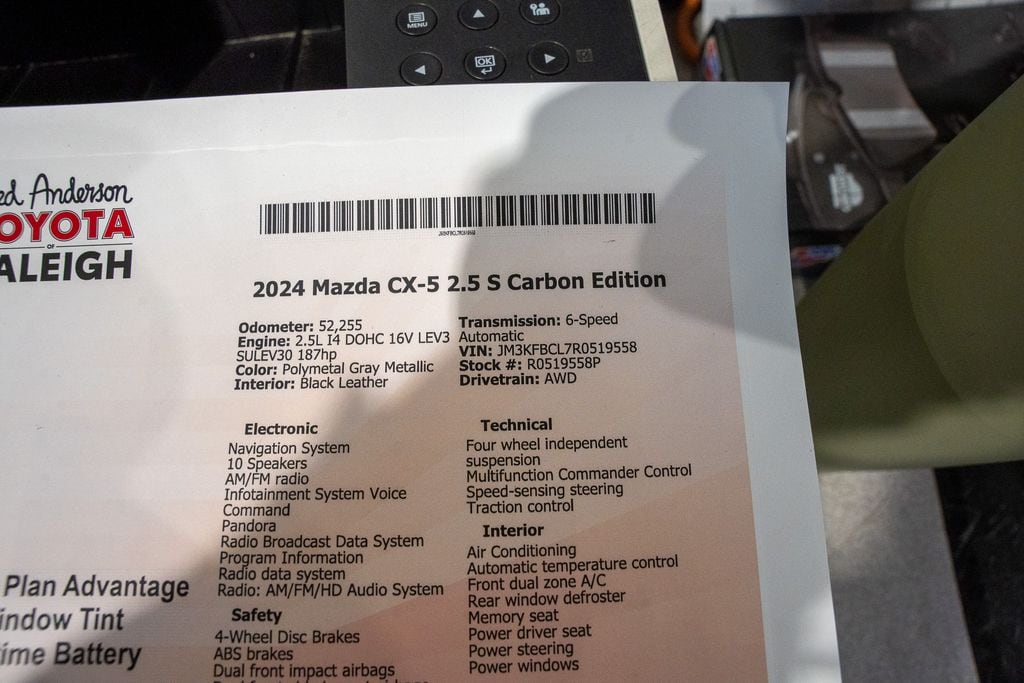 MENU
OK
ed Anderson
OYOTA
OF
ALEIGH
2024 Mazda CX-5 2.5 S Carbon Edition
Odometer: 52,255
Engine: 2.5L I4 DOHC 16V LEV3
SULEV30 187hp
Color: Polymetal Gray Metallic
Interior: Black Leather
Transmission: 6-Speed
Automatic
VIN: JM3KFBCL7R0519558
Stock #: R0519558P
Drivetrain: AWD
Electronic
Navigation System
10 Speakers
AM/FM radio
Infotainment System Voice
Command
Pandora
Radio Broadcast Data System
Program Information
Radio data system
Radio: AM/FM/HD Audio System
Safety
4-Wheel Disc Brakes
ABS brakes
Dual front impact airbags
Technical
Four wheel independent
suspension
Multifunction Commander Control
Speed-sensing steering
Traction control
Interior
Air Conditioning
Automatic temperature control
Front dual zone A/C
Rear window defroster
Memory seat
Power driver seat
Power steering
Power windows
Plan Advantage
indow Tint
ime Battery